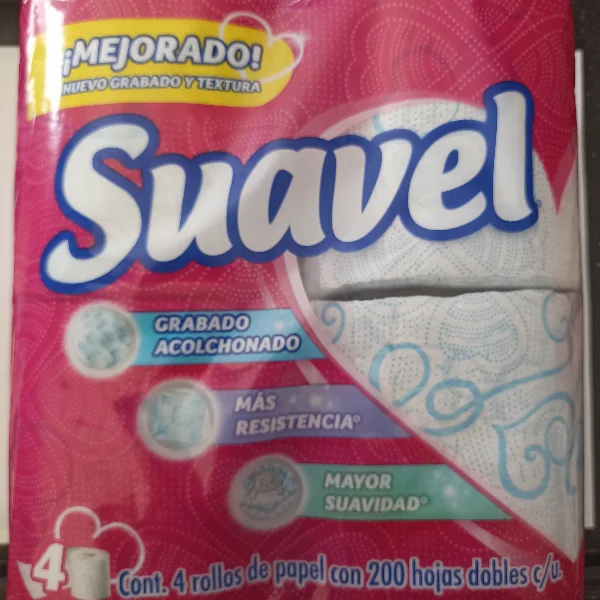 ¡MEJORADO!
NUEVO GRABADO Y TEXTURA
Suavel
GRABADO
ACOLCHONADO
MÁS
RESISTENCIA°
MAYOR
SUAVIDAD°
4
Cont. 4 rollos de papel con 200 hojas dobles c/u.